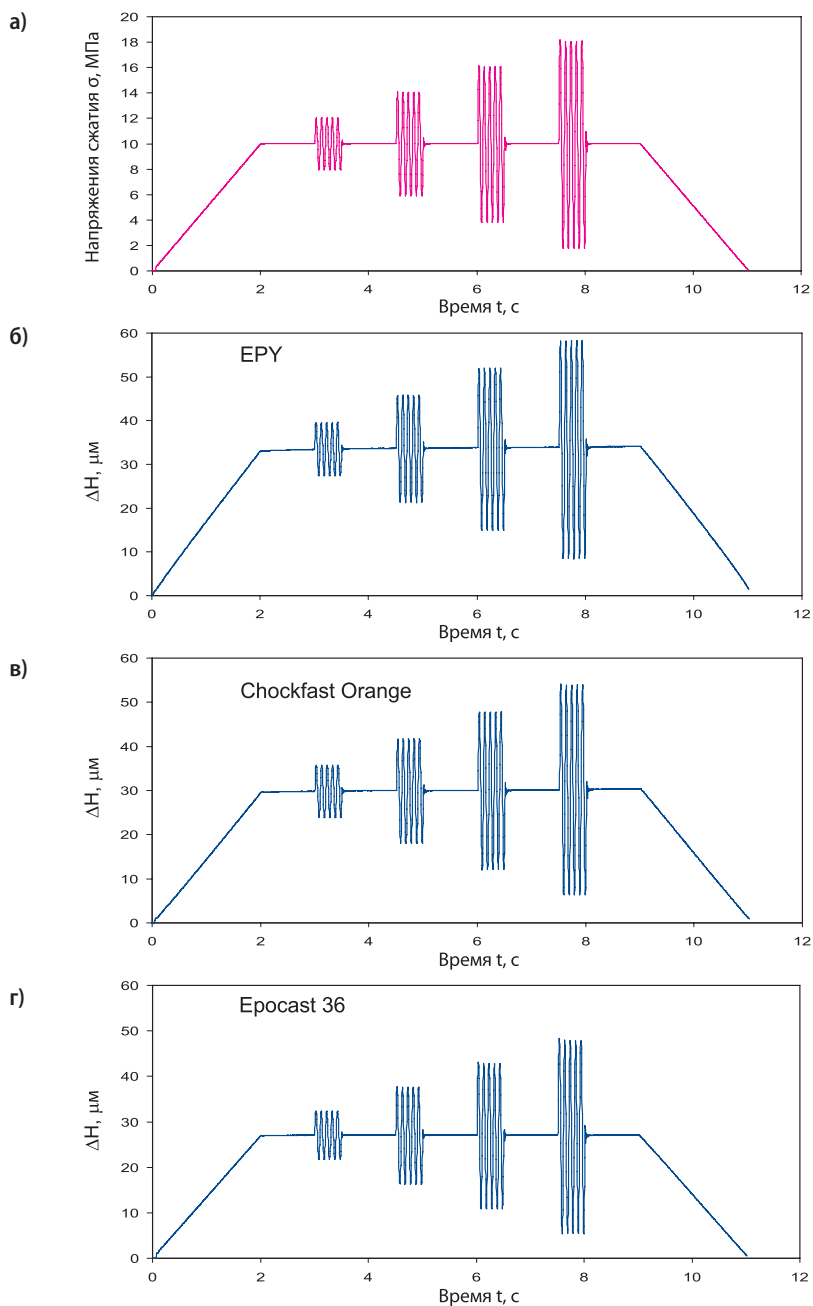 а)
Напряжения сжатия σ, МПа
20
18
16
14
12
10
8
6
4
2
0
0 2 4 6 8 10 12
Время t, с
б)
EPY
ΔH, μм
60
50
40
30
20
10
0
0 2 4 6 8 10 12
Время t, с
в)
Chockfast Orange
ΔH, μм
60
50
40
30
20
10
0
0 2 4 6 8 10 12
Время t, с
г)
Epocast 36
ΔH, μм
60
50
40
30
20
10
0
0 2 4 6 8 10 12
Время t, с